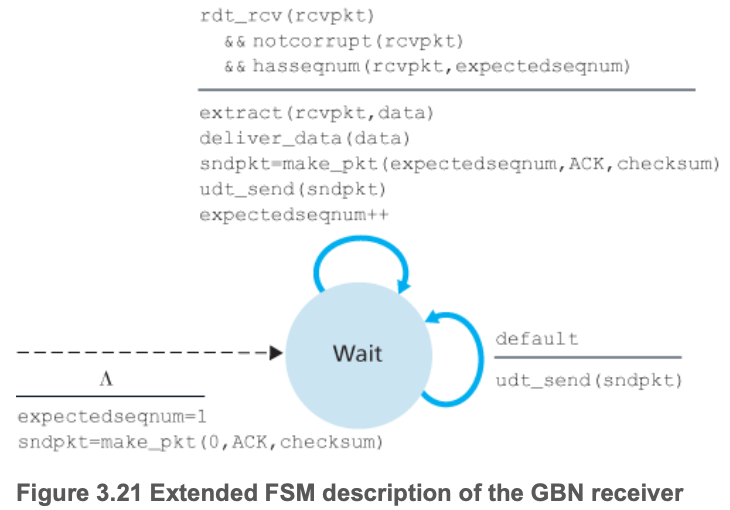 rdt_rcv(rcvpkt)
&& notcorrupt(rcvpkt)
&& hasseqnum(rcvpkt,expectedseqnum)
extract(rcvpkt,data)
deliver_data(data)
sndpkt=make_pkt(expectedseqnum,ACK,checksum)
udt_send(sndpkt)
expectedseqnum++
Wait
default
udt_send(sndpkt)
Λ
expectedseqnum=1
sndpkt=make_pkt(0,ACK,checksum)
Figure 3.21 Extended FSM description of the GBN receiver